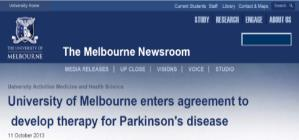 University Home
Current Students Staff Library Contact & Maps Search
STUDY RESEARCH ENGAGE ABOUT US
THE UNIVERSITY OF
MELBOURNE
The Melbourne Newsroom
MEDIA RELEASES | UP CLOSE | VISIONS | VOICE | STUDIO
University Activities Medicine and Health Science
University of Melbourne enters agreement to
develop therapy for Parkinson's disease
11 October 2013